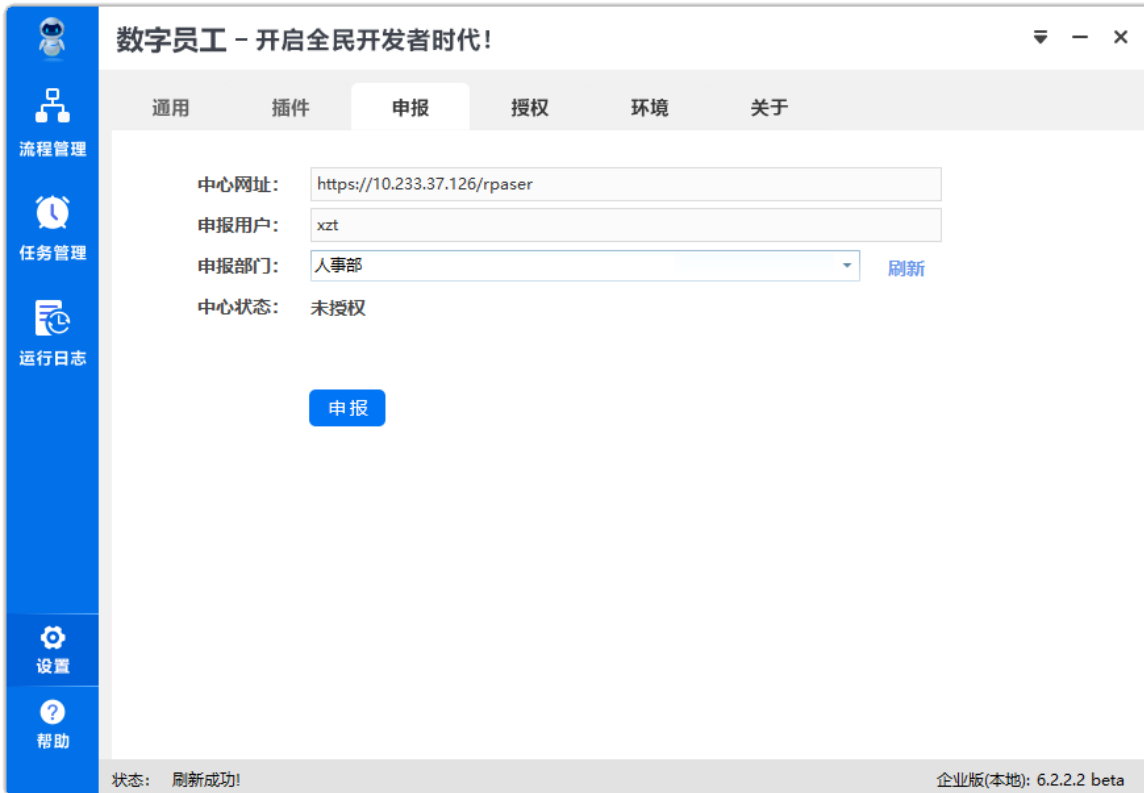 数字员工 – 开启全民开发者时代!
流程管理
任务管理
运行日志
设置
帮助
通用 插件 申报 授权 环境 关于
中心网址: https://10.233.37.126/rpaser
申报用户: xzt
申报部门: 人事部 刷新
中心状态: 未授权
申报
状态: 刷新成功! 企业版(本地): 6.2.2.2 beta